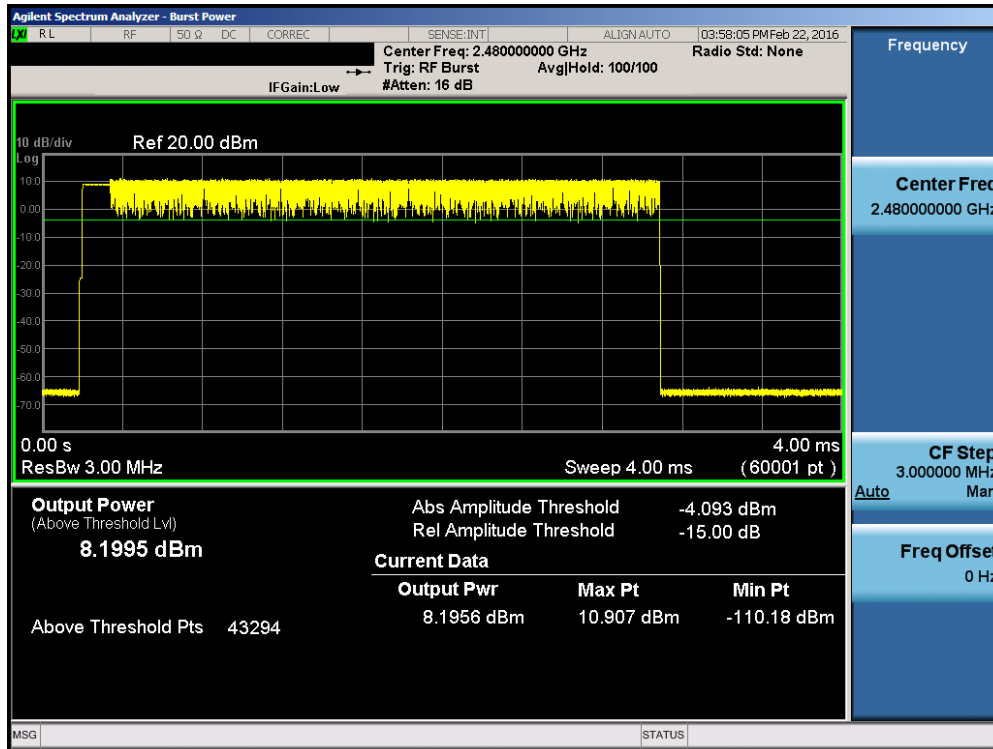 Agilent Spectrum Analyzer - Burst Power
LXI RL RF 50 Ω DC CORREC SENSE:INT ALIGN AUTO 03:58:05 PM Feb 22, 2016
Center Freq: 2.480000000 GHz Radio Std: None
Trig: RF Burst Avg|Hold: 100/100
IFGain:Low #Atten: 16 dB
10 dB/div Ref 20.00 dBm
Log
10.0
0.00
-10.0
-20.0
-30.0
-40.0
-50.0
-60.0
-70.0
0.00 s 4.00 ms
ResBw 3.00 MHz Sweep 4.00 ms (60001 pt)
Output Power
(Above Threshold Lvl)
8.1995 dBm
Above Threshold Pts 43294
Abs Amplitude Threshold -4.093 dBm
Rel Amplitude Threshold -15.00 dB
Current Data
Output Pwr Max Pt Min Pt
8.1956 dBm 10.907 dBm -110.18 dBm
Frequency
Center Freq
2.480000000 GHz
CF Step
3.000000 MHz
Auto Man
Freq Offset
0 Hz
MSG STATUS